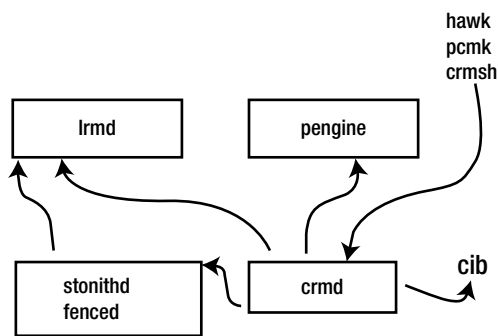 hawk
pcmk
crmsh
lrmd
pengine
stonithd
fenced
crmd
cib